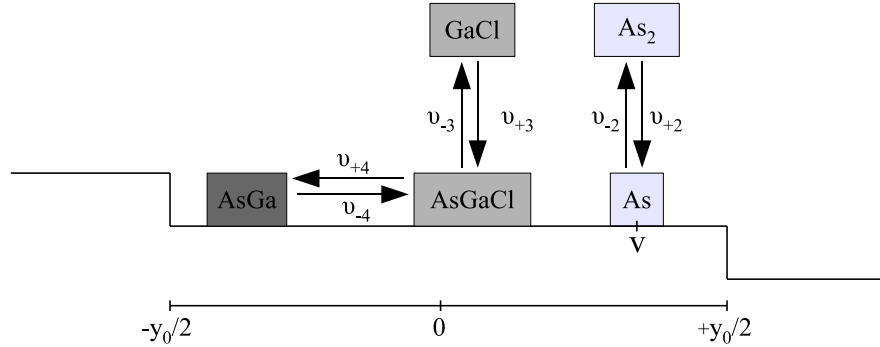 GaCl As₂
υ₋₃ υ₊₃ υ₋₂ υ₊₂
υ₊₄
AsGa AsGaCl As
υ₋₄
V
-y₀/2 0 +y₀/2